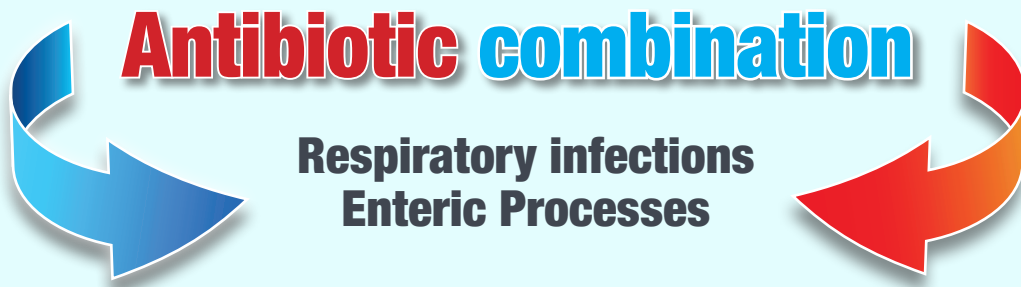 Antibiotic combination
Respiratory infections
Enteric Processes